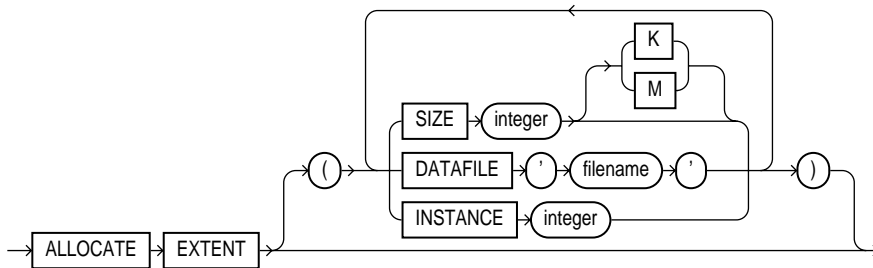 K
M
SIZE integer
( DATAFILE ' filename ' )
INSTANCE integer
ALLOCATE EXTENT